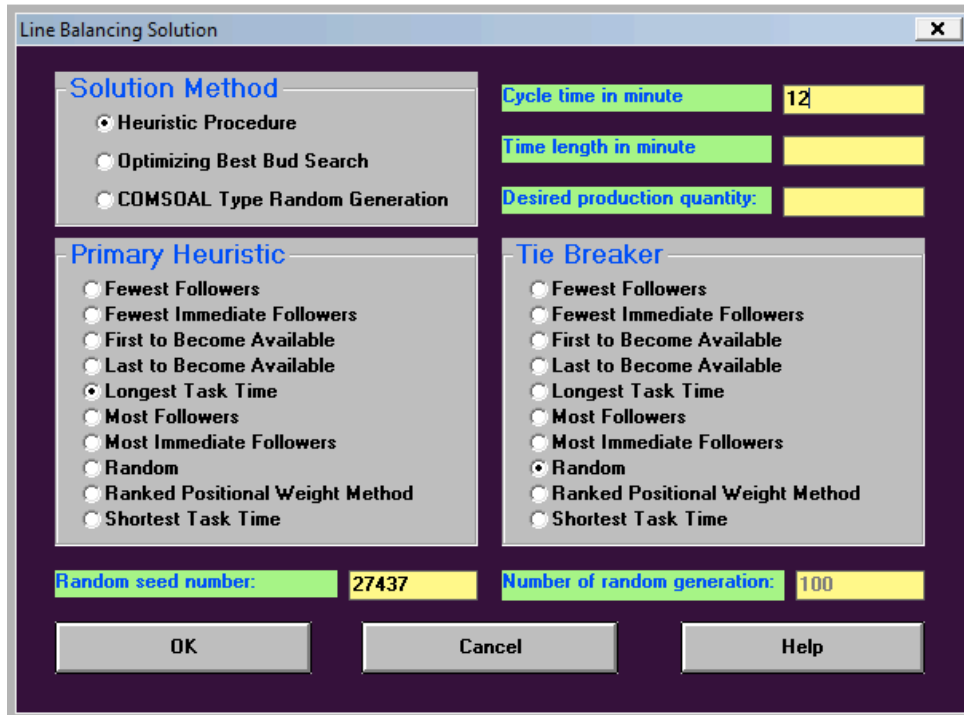 Line Balancing Solution
Solution Method
Heuristic Procedure
Optimizing Best Bud Search
COMSOAL Type Random Generation
Cycle time in minute
12
Time length in minute
Desired production quantity:
Primary Heuristic
Fewest Followers
Fewest Immediate Followers
First to Become Available
Last to Become Available
Longest Task Time
Most Followers
Most Immediate Followers
Random
Ranked Positional Weight Method
Shortest Task Time
Tie Breaker
Fewest Followers
Fewest Immediate Followers
First to Become Available
Last to Become Available
Longest Task Time
Most Followers
Most Immediate Followers
Random
Ranked Positional Weight Method
Shortest Task Time
Random seed number:
27437
Number of random generation:
100
OK
Cancel
Help